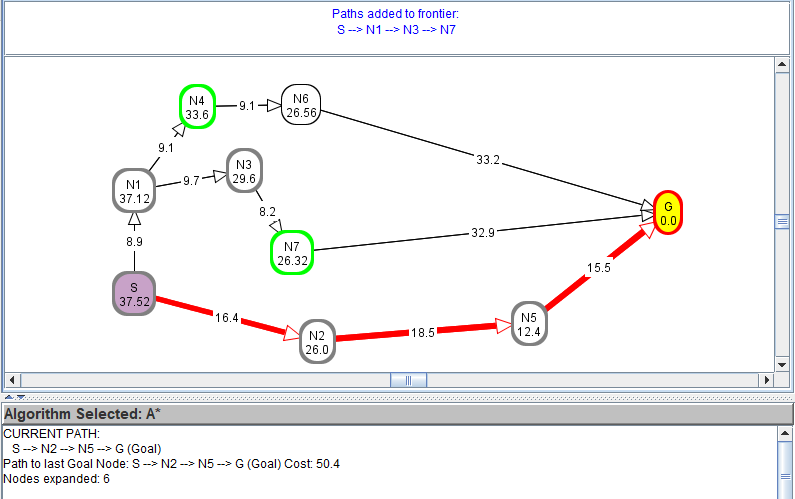 Paths added to frontier:
S --> N1 --> N3 --> N7
N4
33.6
9.1
N6
26.56
9.1
33.2
N3
29.6
N1
37.12
9.7
G
0.0
8.2
32.9
8.9
N7
26.32
15.5
S
37.52
16.4
N5
12.4
18.5
N2
26.0
Algorithm Selected: A*
CURRENT PATH:
S --> N2 --> N5 --> G (Goal)
Path to last Goal Node: S --> N2 --> N5 --> G (Goal) Cost: 50.4
Nodes expanded: 6